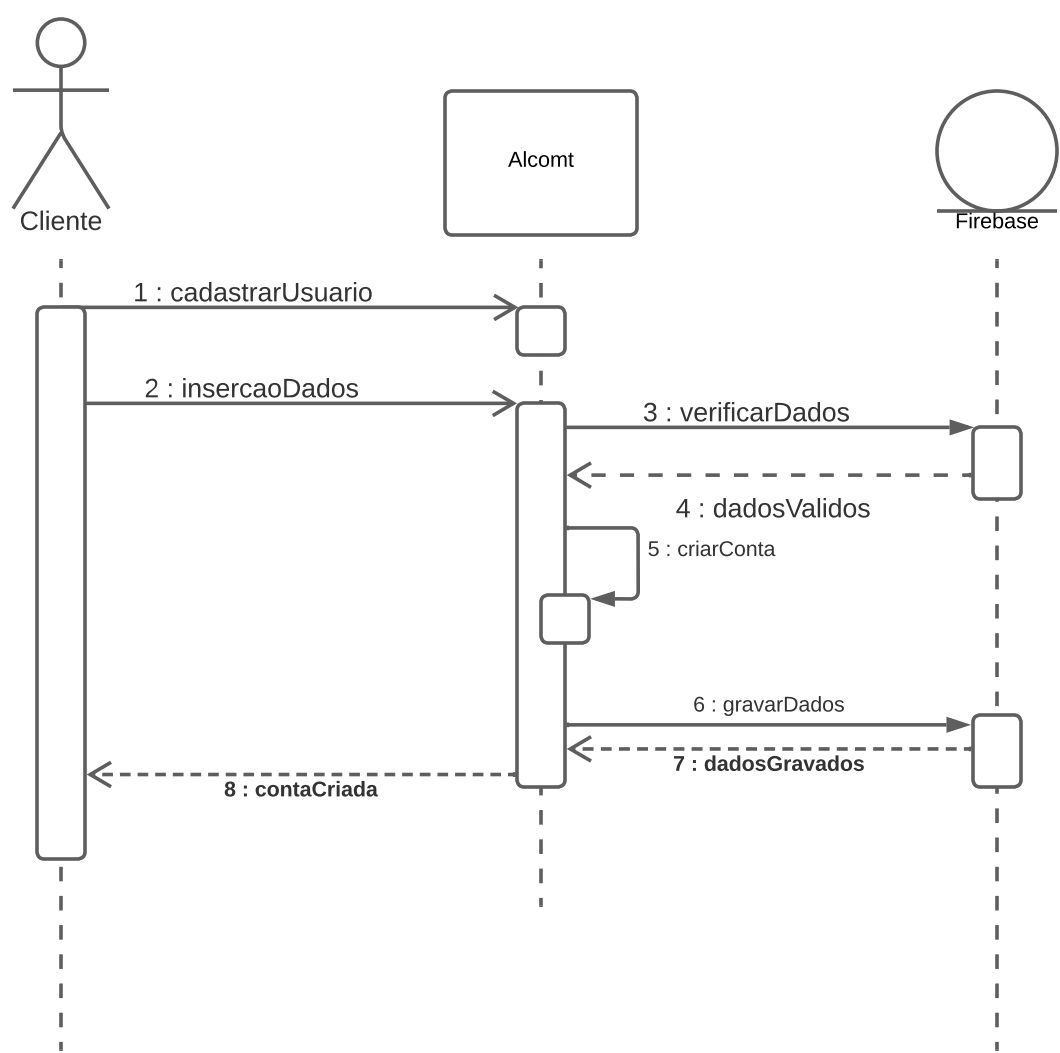 Alcomt
Cliente
Firebase
1 : cadastrarUsuario
2 : insercaoDados
3 : verificarDados
4 : dadosValidos
5 : criarConta
6 : gravarDados
7 : dadosGravados
8 : contaCriada